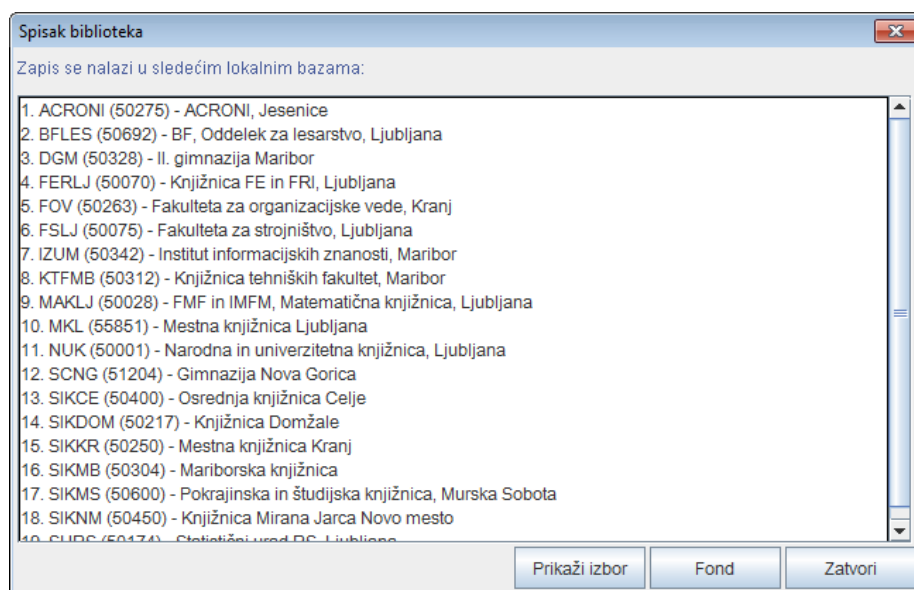 Spisak biblioteka
Zapis se nalazi u sledećim lokalnim bazama:
1. ACRONI (50275) - ACRONI, Jesenice
2. BFLES (50692) - BF, Oddelek za lesarstvo, Ljubljana
3. DGM (50328) - II. gimnazija Maribor
4. FERLJ (50070) - Knjižnica FE in FRI, Ljubljana
5. FOV (50263) - Fakulteta za organizacijske vede, Kranj
6. FSLJ (50075) - Fakulteta za strojništvo, Ljubljana
7. IZUM (50342) - Institut informacijskih znanosti, Maribor
8. KTFMB (50312) - Knjižnica tehniških fakultet, Maribor
9. MAKLJ (50028) - FMF in IMFM, Matematična knjižnica, Ljubljana
10. MKL (55851) - Mestna knjižnica Ljubljana
11. NUK (50001) - Narodna in univerzitetna knjižnica, Ljubljana
12. SCNG (51204) - Gimnazija Nova Gorica
13. SIKCE (50400) - Osrednja knjižnica Celje
14. SIKDOM (50217) - Knjižnica Domžale
15. SIKKR (50250) - Mestna knjižnica Kranj
16. SIKMB (50304) - Mariborska knjižnica
17. SIKMS (50600) - Pokrajinska in študijska knjižnica, Murska Sobota
18. SIKNM (50450) - Knjižnica Mirana Jarca Novo mesto
19. SURS (50174) - Statistični urad RS, Ljubljana
Prikaži izbor Fond Zatvori